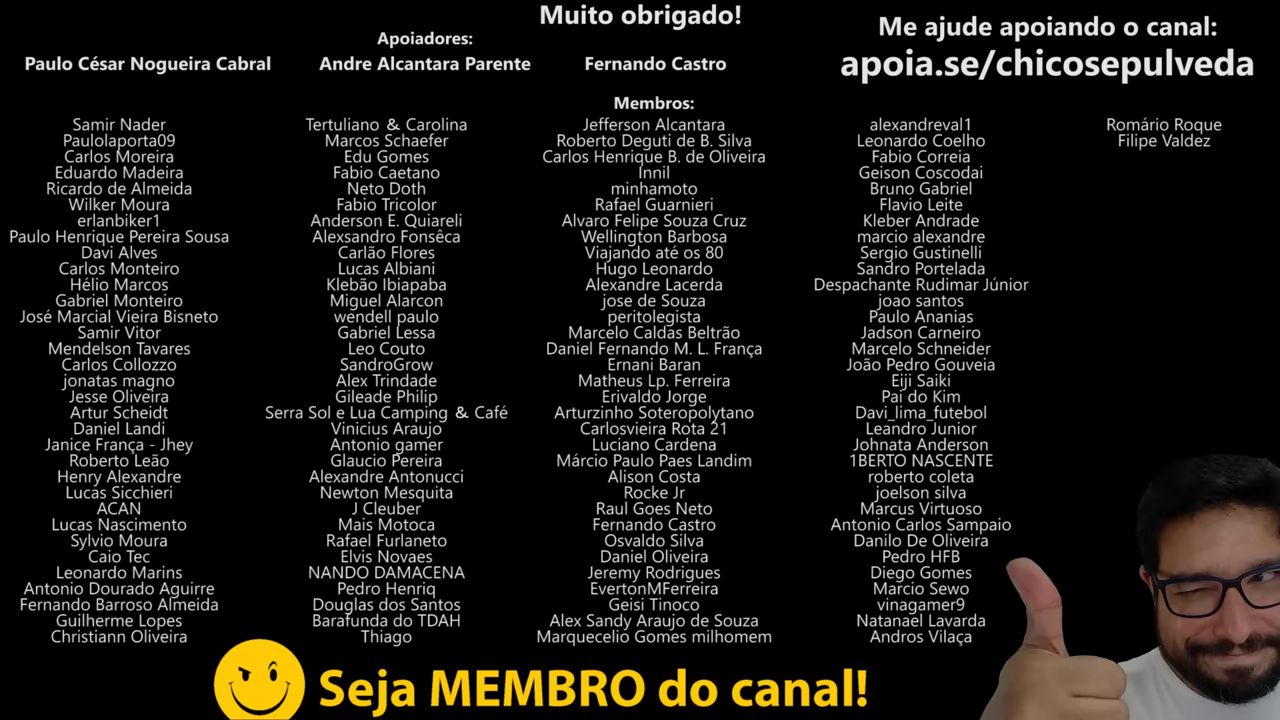 Muito obrigado!
Me ajude apoiando o canal:
apoia.se/chicosepulveda
Apoiadores:
Paulo César Nogueira Cabral
Andre Alcantara Parente
Fernando Castro
Membros:
Samir Nader
Paulolaporta09
Carlos Moreira
Eduardo Madeira
Ricardo de Almeida
Wilker Moura
erlanbiker1
Paulo Henrique Pereira Sousa
Davi Alves
Carlos Monteiro
Hélio Marcos
Gabriel Monteiro
José Marcial Vieira Bisneto
Samir Vitor
Mendelson Tavares
Carlos Collozzo
jonatas magno
Jesse Oliveira
Artur Scheidt
Daniel Landi
Janice França - Jhey
Roberto Leão
Henry Alexandre
Lucas Sicchieri
ACAN
Lucas Nascimento
Sylvio Moura
Caio Tec
Leonardo Marins
Antonio Dourado Aguirre
Fernando Barroso Almeida
Guilherme Lopes
Christiann Oliveira
Tertuliano & Carolina
Marcos Schaefer
Edu Gomes
Fabio Caetano
Neto Doth
Fabio Tricolor
Anderson E. Quiareli
Alexsandro Fonsêca
Carlão Flores
Lucas Albiani
Klebão Ibiapaba
Miguel Alarcon
wendell paulo
Gabriel Lessa
Leo Couto
SandroGrow
Alex Trindade
Gileade Philip
Serra Sol e Lua Camping & Café
Vinicius Araujo
Antonio gamer
Glaucio Pereira
Alexandre Antonucci
Newton Mesquita
J Cleuber
Mais Motoca
Rafael Furlaneto
Elvis Novaes
NANDO DAMACENA
Pedro Henriq
Douglas dos Santos
Barafunda do TDAH
Thiago
Jefferson Alcantara
Roberto Deguti de B. Silva
Carlos Henrique B. de Oliveira
Innil
minhamoto
Rafael Guarnieri
Alvaro Felipe Souza Cruz
Wellington Barbosa
Viajando até os 80
Hugo Leonardo
Alexandre Lacerda
jose de Souza
peritolegista
Marcelo Caldas Beltrão
Daniel Fernando M. L. França
Ernani Baran
Matheus Lp. Ferreira
Erivaldo Jorge
Arturzinho Soteropolytano
Carlosvieira Rota 21
Luciano Cardena
Márcio Paulo Paes Landim
Alison Costa
Rocke Jr
Raul Goes Neto
Fernando Castro
Osvaldo Silva
Daniel Oliveira
Jeremy Rodrigues
EvertonMFerreira
Geisi Tinoco
Alex Sandy Araujo de Souza
Marquecelio Gomes milhomem
alexandreval1
Leonardo Coelho
Fabio Correia
Geison Coscodai
Bruno Gabriel
Flavio Leite
Kleber Andrade
marcio alexandre
Sergio Gustinelli
Sandro Portelada
Despachante Rudimar Júnior
joao santos
Paulo Ananias
Jadson Carneiro
Marcelo Schneider
João Pedro Gouveia
Eiji Saiki
Pai do Kim
Davi_lima_futebol
Leandro Junior
Johnata Anderson
1BERTO NASCENTE
roberto coleta
joelson silva
Marcus Virtuoso
Antonio Carlos Sampaio
Danilo De Oliveira
Pedro HFB
Diego Gomes
Marcio Sewo
vinagamer9
Natanael Lavarda
Andros Vilaça
Romário Roque
Filipe Valdez
Seja MEMBRO do canal!